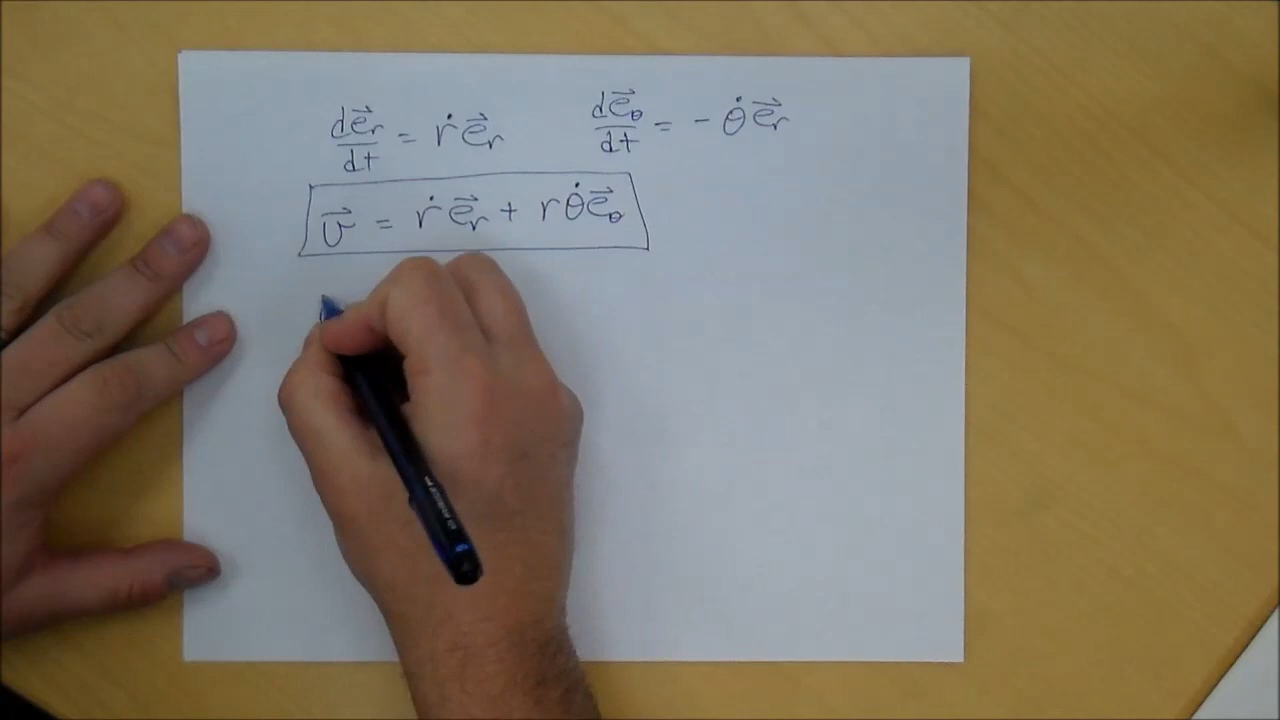 de⃗r/dt = ṙe⃗r   de⃗θ/dt = - θ̇e⃗r
v⃗ = ṙe⃗r + rθ̇e⃗θ